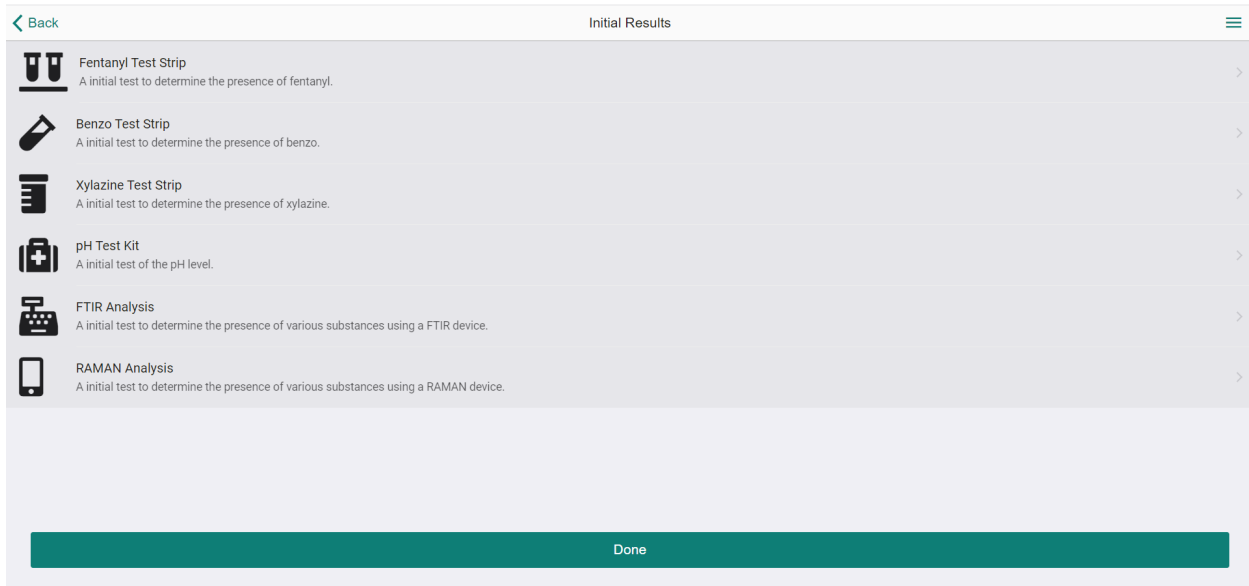 Back
Initial Results
Fentanyl Test Strip
A initial test to determine the presence of fentanyl.
Benzo Test Strip
A initial test to determine the presence of benzo.
Xylazine Test Strip
A initial test to determine the presence of xylazine.
pH Test Kit
A initial test of the pH level.
FTIR Analysis
A initial test to determine the presence of various substances using a FTIR device.
RAMAN Analysis
A initial test to determine the presence of various substances using a RAMAN device.
Done